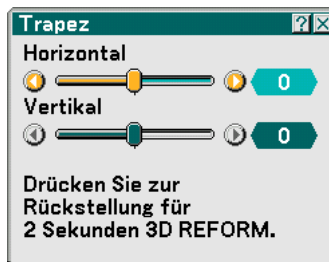 Trapez
Horizontal
0
Vertikal
0
Drücken Sie zur
Rückstellung für
2 Sekunden 3D REFORM.